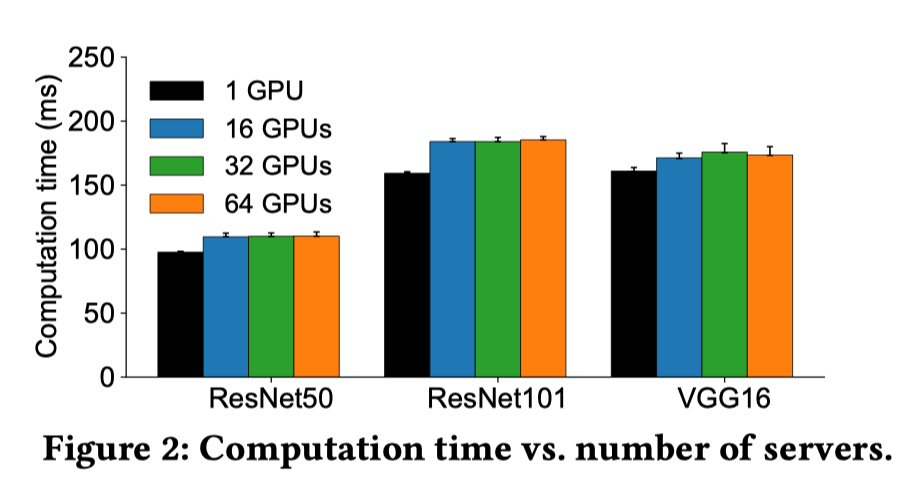 250
200
150
100
50
0
Computation time (ms)
1 GPU
16 GPUs
32 GPUs
64 GPUs
ResNet50 ResNet101 VGG16
Figure 2: Computation time vs. number of servers.